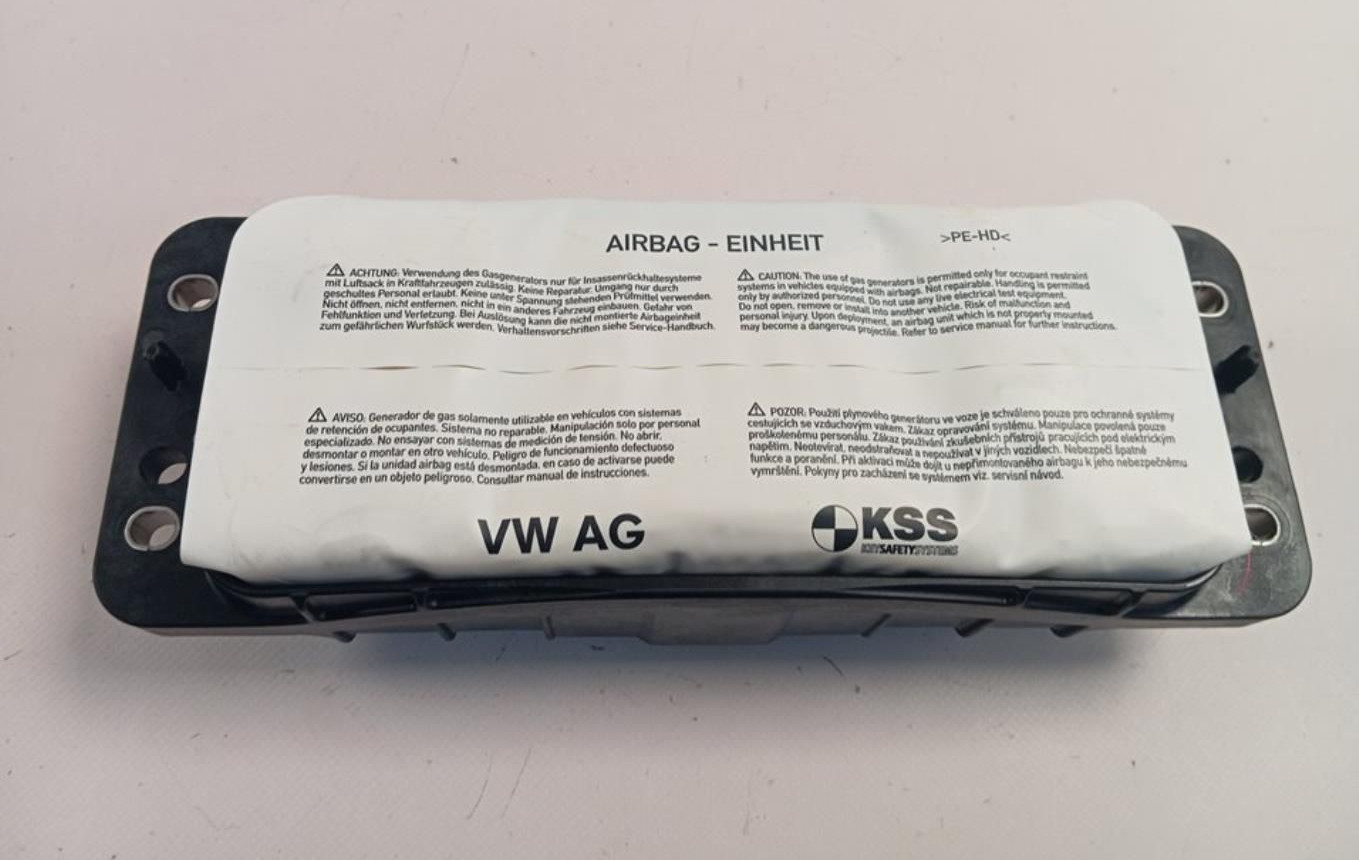 AIRBAG - EINHEIT
>PE-HD<
⚠ ACHTUNG: Verwendung des Gasgenerators nur für Insassenrückhaltesysteme
mit Luftsack in Kraftfahrzeugen zulässig. Keine Reparatur. Umgang nur durch
geschultes Personal erlaubt. Keine unter Spannung stehenden Prüfmittel verwenden.
Nicht öffnen, nicht entfernen, nicht in ein anderes Fahrzeug einbauen. Gefahr von
Fehlfunktion und Verletzung. Bei Auslösung kann die nicht montierte Airbageinheit
zum gefährlichen Wurfstück werden. Verhaltensvorschriften siehe Service-Handbuch.
⚠ CAUTION: The use of gas generators is permitted only for occupant restraint
systems in vehicles equipped with airbags. Not repairable. Handling is permitted
only by authorized personnel. Do not use any live electrical test equipment.
Do not open, remove or install into another vehicle. Risk of malfunction and
personal injury. Upon deployment, an airbag unit which is not properly mounted
may become a dangerous projectile. Refer to service manual for further instructions.
⚠ AVISO: Generador de gas solamente utilizable en vehículos con sistemas
de retención de ocupantes. Sistema no reparable. Manipulación solo por personal
especializado. No ensayar con sistemas de medición de tensión. No abrir,
desmontar o montar en otro vehículo. Peligro de funcionamiento defectuoso
y lesiones. Si la unidad airbag está desmontada, en caso de activarse puede
convertirse en un objeto peligroso. Consultar manual de instrucciones.
⚠ POZOR: Použití plynového generátoru ve voze je schváleno pouze pro ochranné systémy
cestujících se vzduchovým vakem. Zákaz opravování systému. Manipulace povolená pouze
proškolenému personálu. Zákaz používání zkušebních přístrojů pracujících pod elektrickým
napětím. Neotevírat, neodstraňovat a nepoužívat v jiných vozidlech. Nebezpečí špatné
funkce a poranění. Při aktivaci může dojít u nepřimontovaného airbagu k jeho nebezpečnému
vymrštění. Pokyny pro zacházení se systémem viz. servisní návod.
VW AG
KSS
KEYSAFETYSYSTEMS